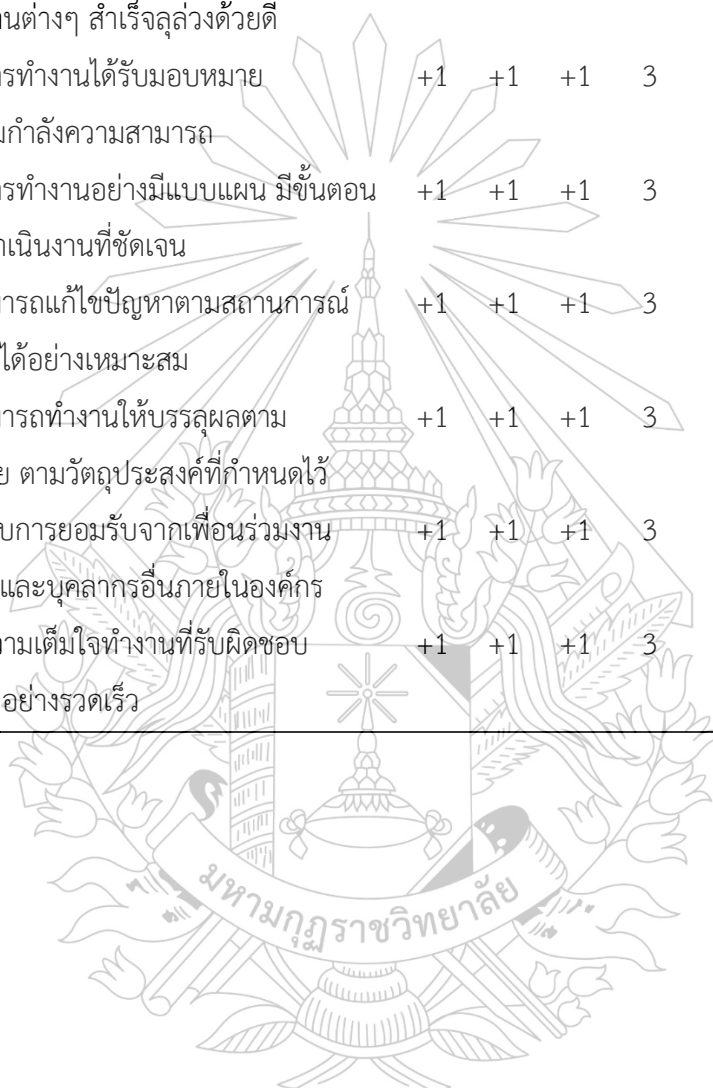 านต่างๆ สำเร็จลุล่วงด้วยดี
ารทำงานได้รับมอบหมาย +1 +1 +1 3
มกำลังความสามารถ
ารทำงานอย่างมีแบบแผน มีขั้นตอน +1 +1 +1 3
ำเนินงานที่ชัดเจน
มารถแก้ไขปัญหาตามสถานการณ์ +1 +1 +1 3
ได้อย่างเหมาะสม
มารถทำงานให้บรรลุผลตาม +1 +1 +1 3
ย ตามวัตถุประสงค์ที่กำหนดไว้
ับการยอมรับจากเพื่อนร่วมงาน +1 +1 +1 3
และบุคลากรอื่นภายในองค์กร
วามเต็มใจทำงานที่รับผิดชอบ +1 +1 +1 3
อย่างรวดเร็ว
มหามกุฏราชวิทยาลัย